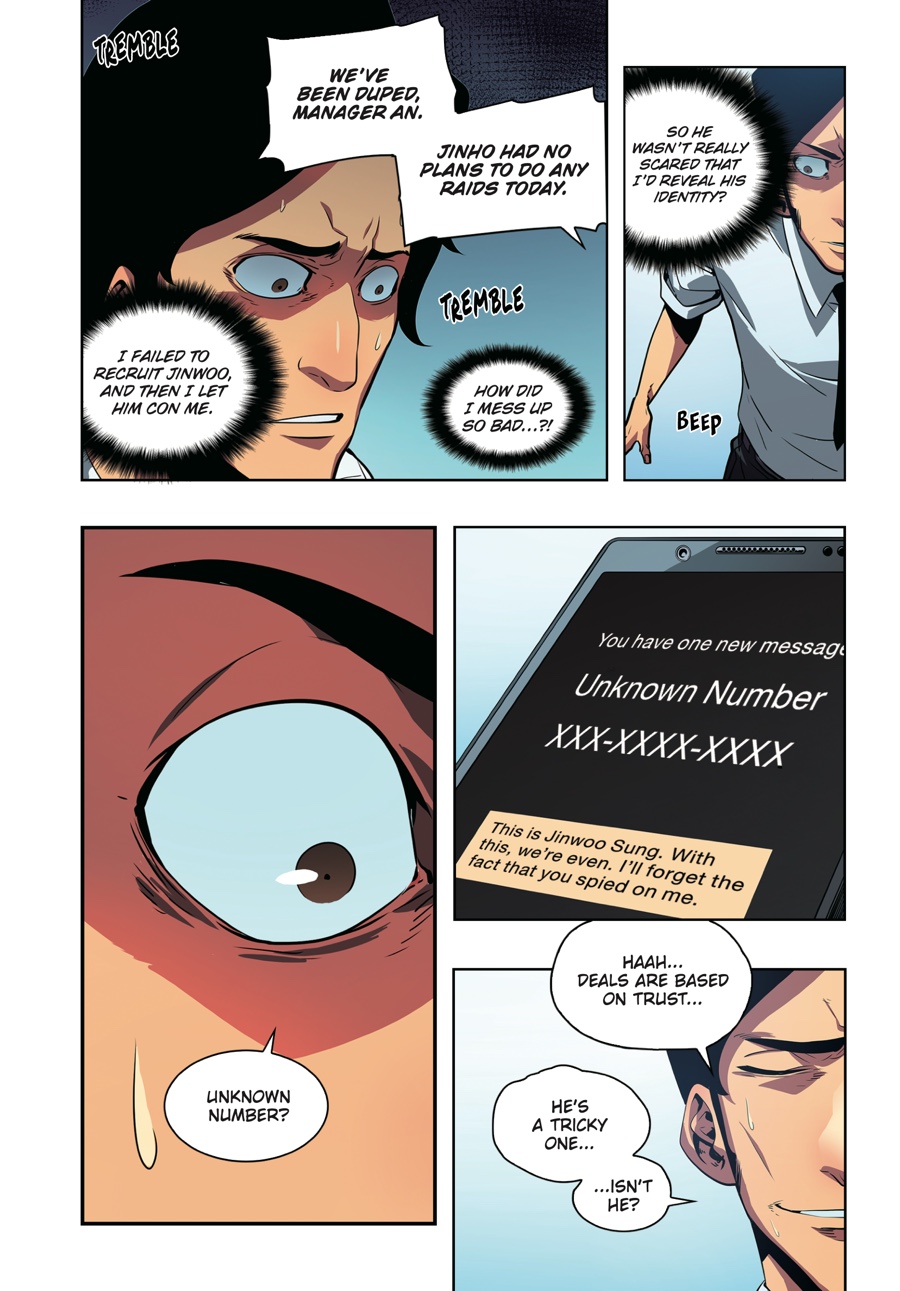 TREMBLE
WE'VE
BEEN DUPED,
MANAGER AN.
JINHO HAD NO
PLANS TO DO ANY
RAIDS TODAY.
TREMBLE
I FAILED TO
RECRUIT JINWOO,
AND THEN I LET
HIM CON ME.
HOW DID
I MESS UP
SO BAD...?!
SO HE
WASN'T REALLY
SCARED THAT
I'D REVEAL HIS
IDENTITY?
BEEP
UNKNOWN
NUMBER?
You have one new message
Unknown Number
XXX-XXXX-XXXX
This is Jinwoo Sung. With
this, we're even. I'll forget the
fact that you spied on me.
HAAH...
DEALS ARE BASED
ON TRUST...
HE'S
A TRICKY
ONE...
...ISN'T
HE?